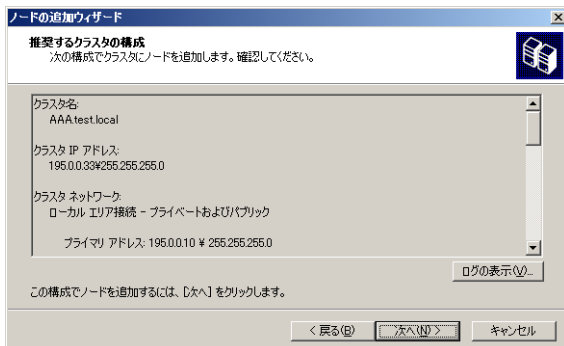 ノードの追加ウィザード
推奨するクラスタの構成
次の構成でクラスタにノードを追加します。確認してください。
クラスタ名:
AAA.test.local
クラスタ IP アドレス:
195.0.0.33¥255.255.255.0
クラスタ ネットワーク:
ローカル エリア接続 - プライベートおよびパブリック
プライマリ アドレス: 195.0.0.10 ¥ 255.255.255.0
ログの表示(V)...
この構成でノードを追加するには、[次へ] をクリックします。
< 戻る(B)
次へ(N) >
キャンセル